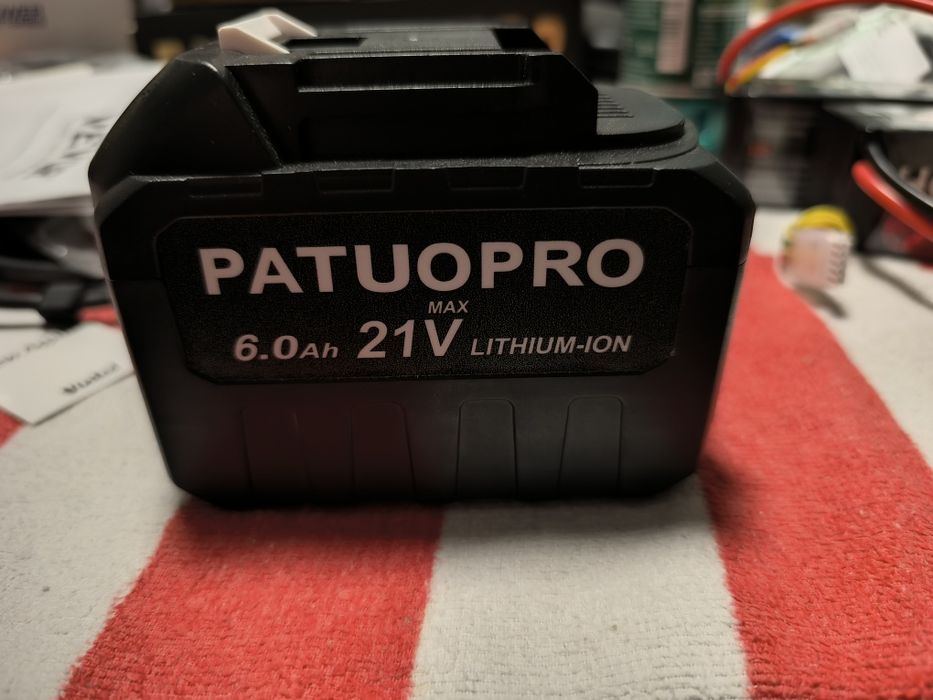 PATUOPRO
MAX
6.0Ah 21V LITHIUM-ION